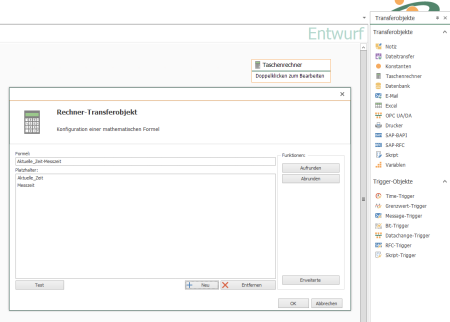 Transferobjekte
Entwurf
Transferobjekte
Notiz
Dateitransfer
Konstanten
Taschenrechner
Datenbank
E-Mail
Excel
OPC UA/DA
Drucker
SAP-BAPI
SAP-RFC
Skript
Variablen
Trigger-Objekte
Time-Trigger
Grenzwert-Trigger
Message-Trigger
Bit-Trigger
Datachange-Trigger
RFC-Trigger
Skript-Trigger
Taschenrechner
Doppelklicken zum Bearbeiten
Rechner-Transferobjekt
Konfiguration einer mathematischen Formel
Formel:
Aktuelle_Zeit-Messzeit
Platzhalter:
Aktuelle_Zeit
Messzeit
Funktionen:
Aufrunden
Abrunden
Erweiterte
Test
Neu
Entfernen
OK
Abbrechen